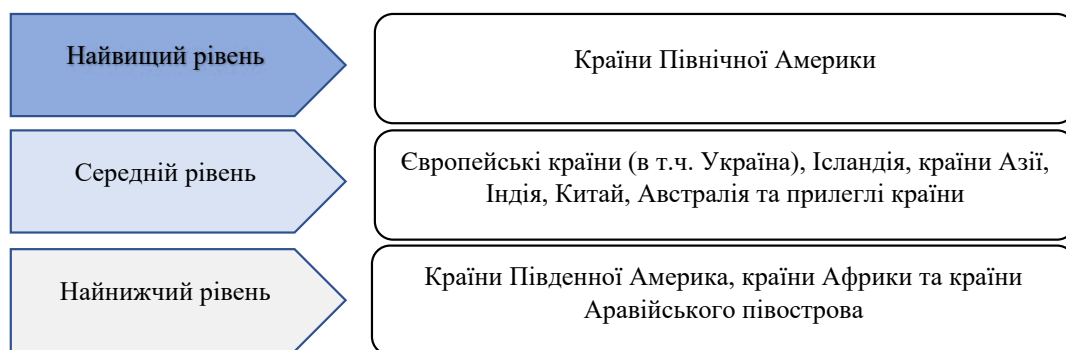 Найвищий рівень
Країни Північної Америки
Середній рівень
Європейські країни (в т.ч. Україна), Ісландія, країни Азії,
Індія, Китай, Австралія та прилеглі країни
Найнижчий рівень
Країни Південної Америка, країни Африки та країни
Аравійського півострова